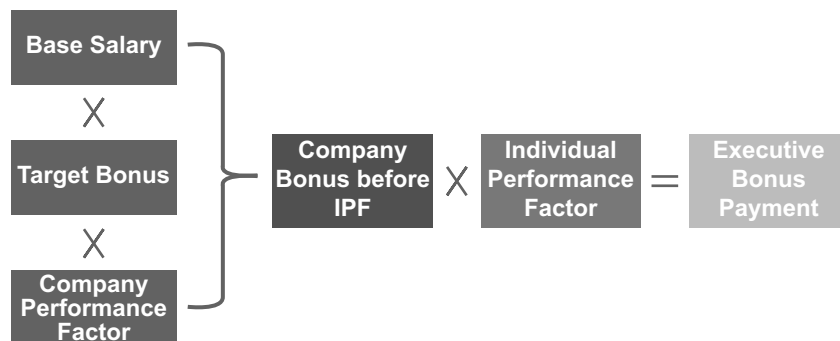 Base Salary
X
Target Bonus
X
Company
Performance
Factor
Company
Bonus before
IPF
X
Individual
Performance
Factor
=
Executive
Bonus
Payment